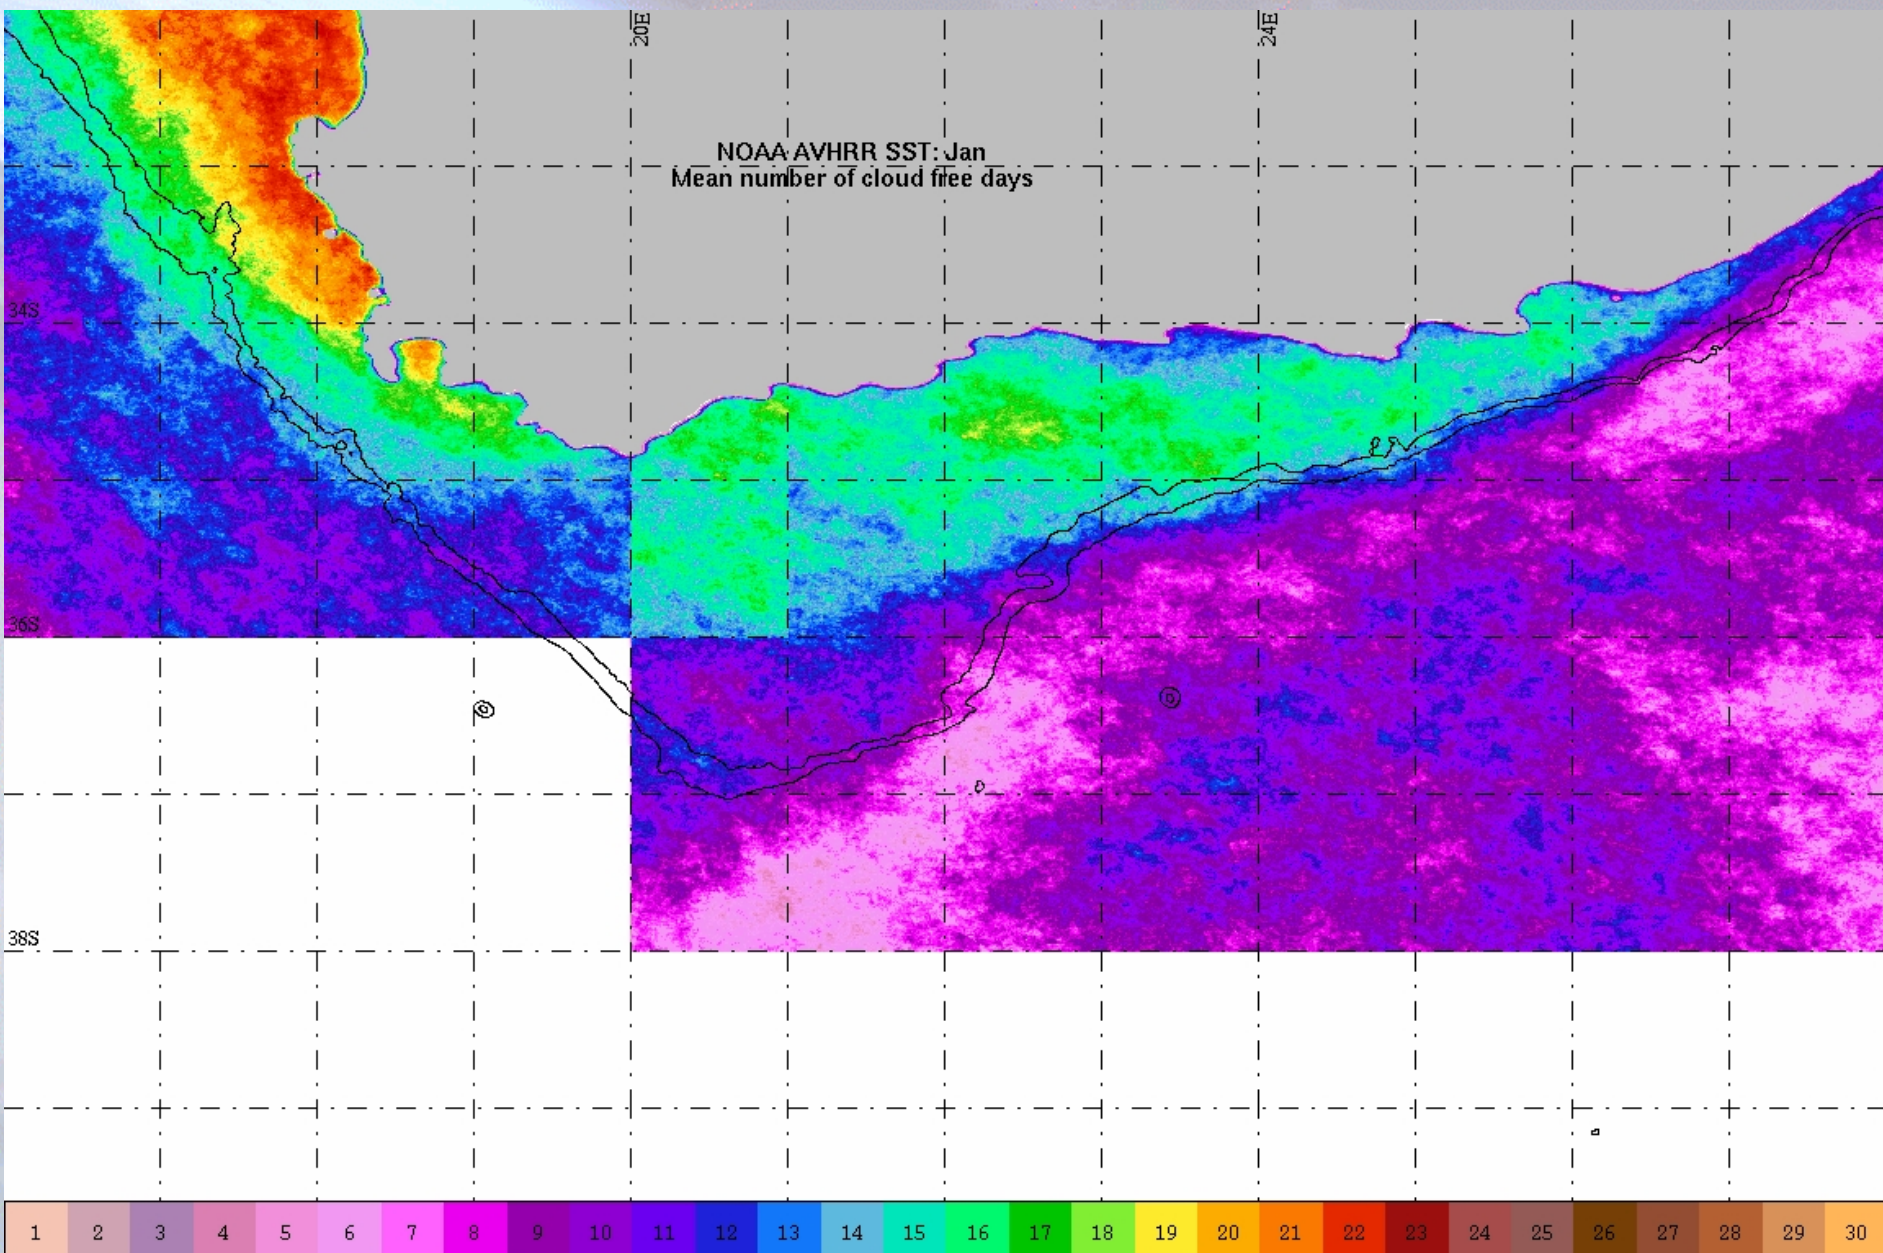 20E
24E
NOAA AVHRR SST: Jan
Mean number of cloud free days
34S
36S
38S
1 2 3 4 5 6 7 8 9 10 11 12 13 14 15 16 17 18 19 20 21 22 23 24 25 26 27 28 29 30